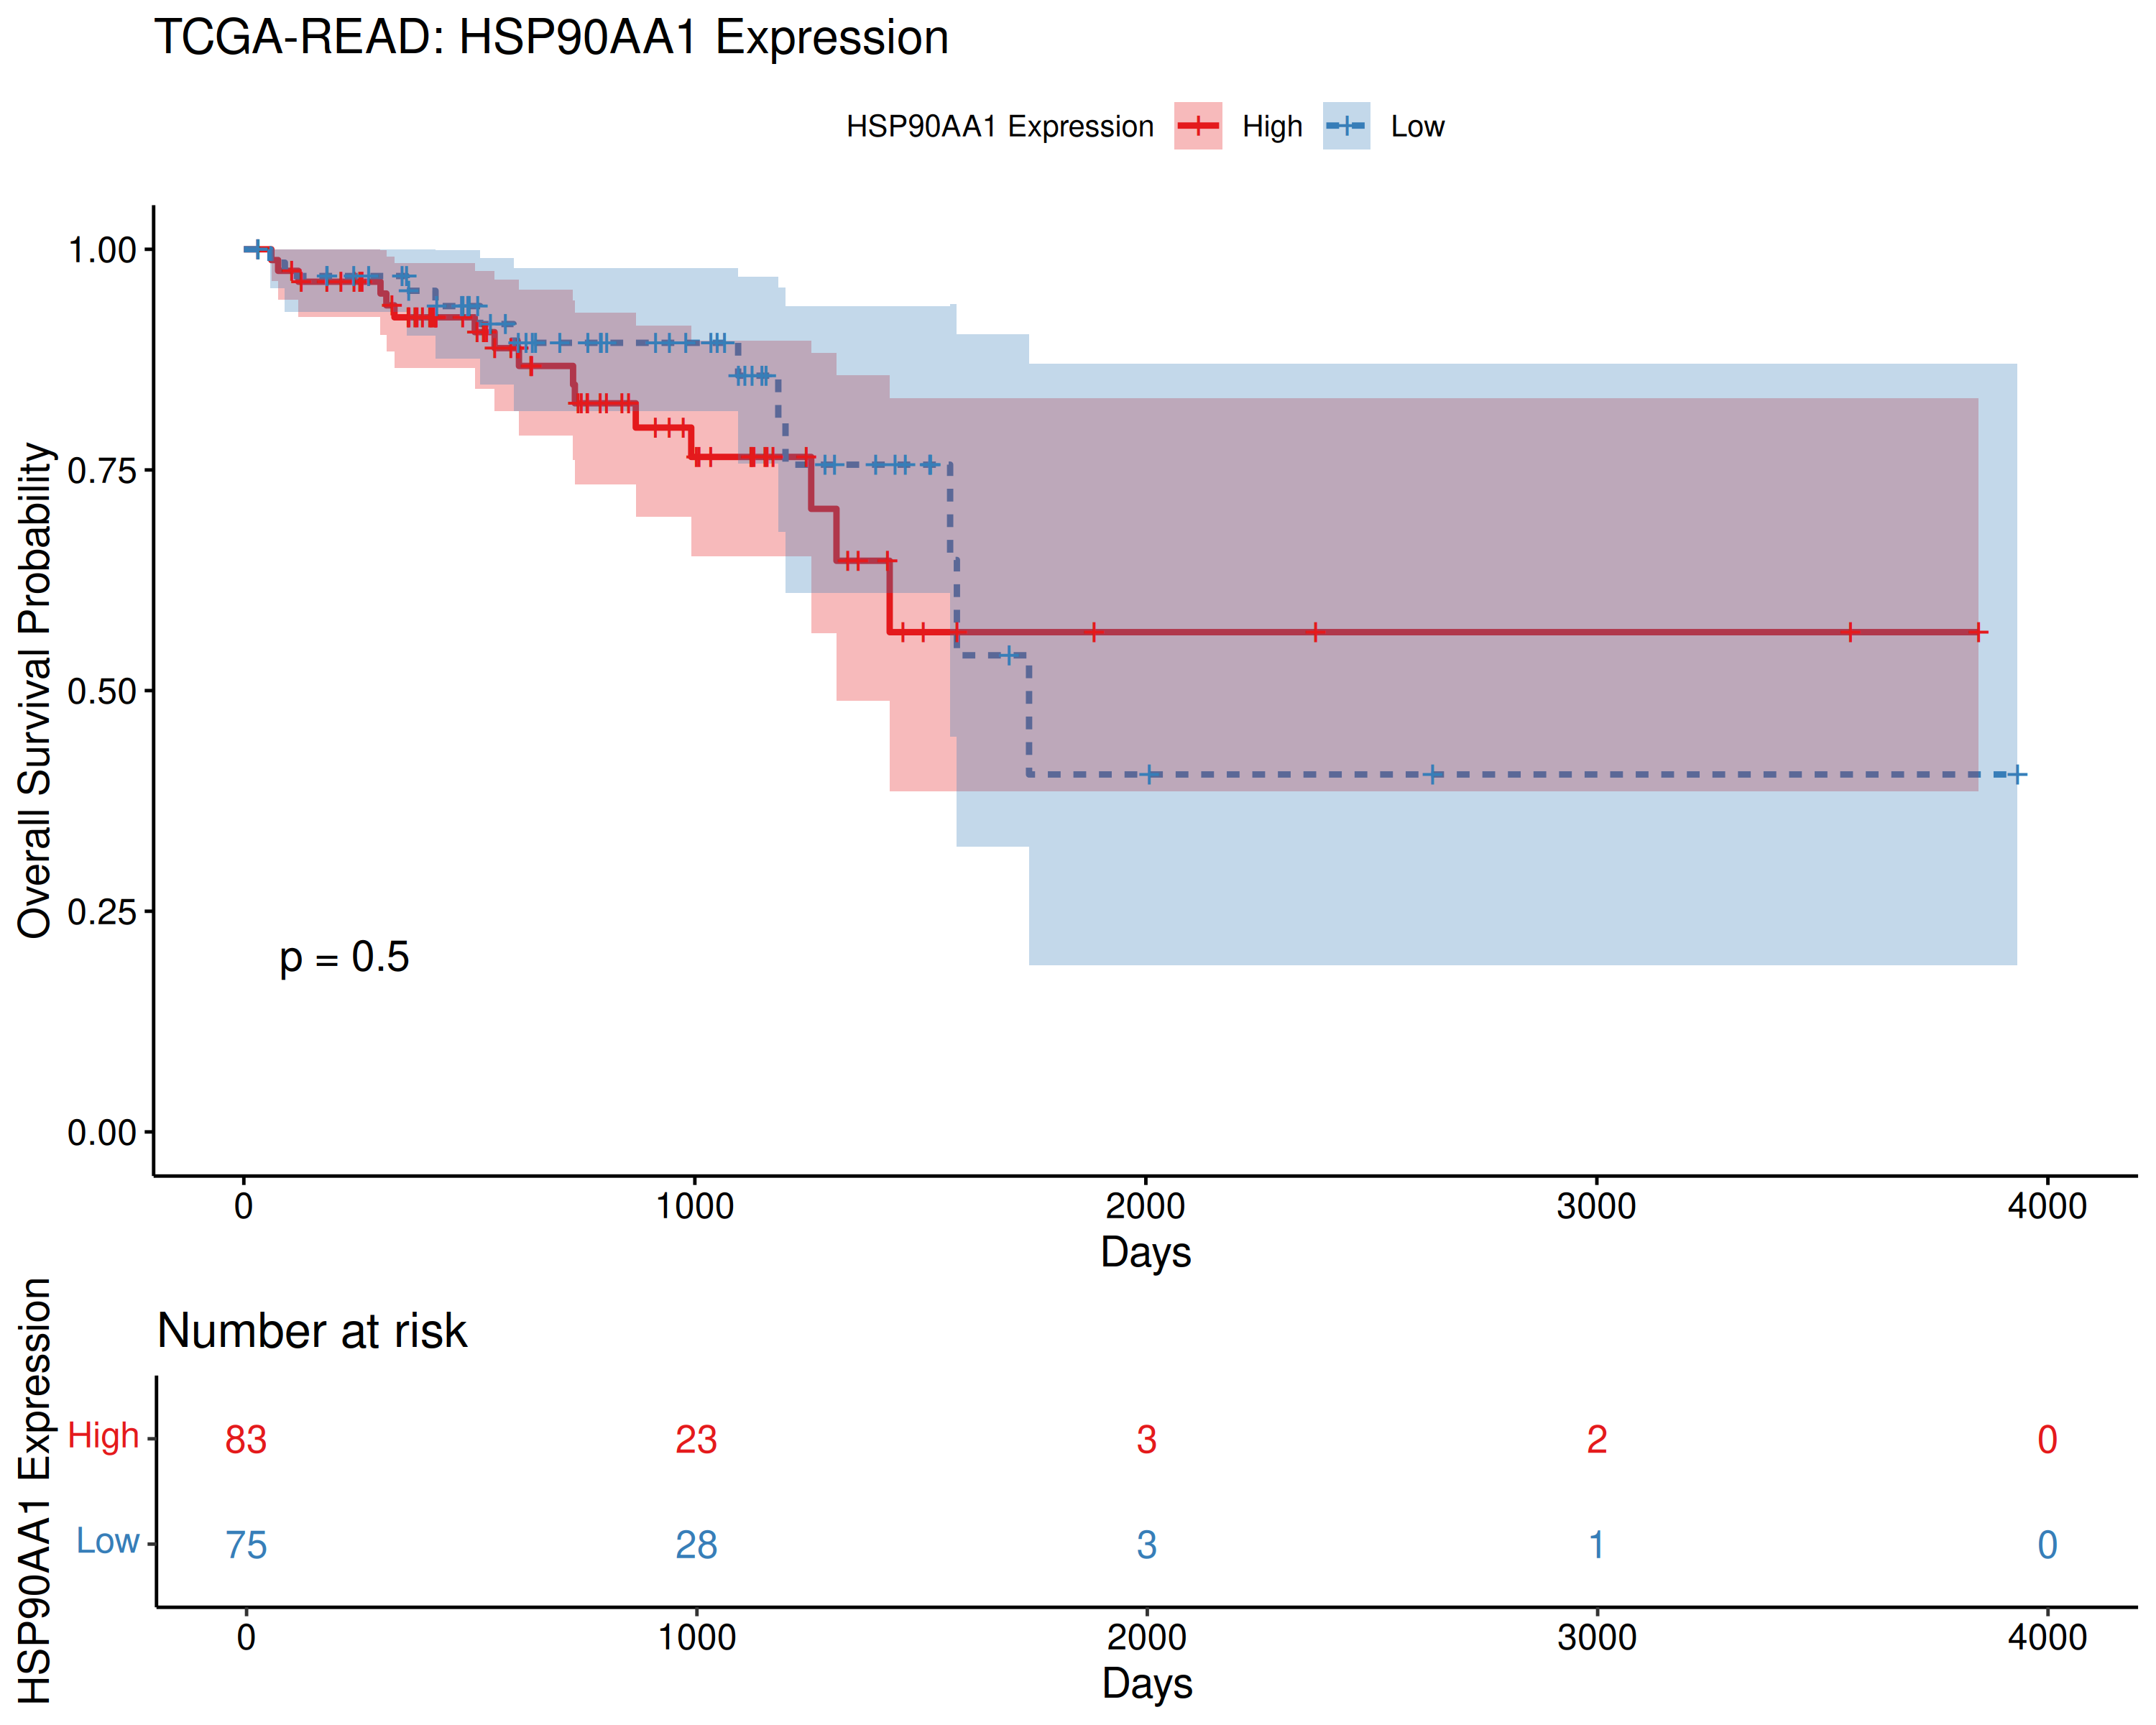 TCGA-READ: HSP90AA1 Expression
HSP90AA1 Expression High Low
Overall Survival Probability
1.00
0.75
0.50
0.25
0.00
p = 0.5
0 1000 2000 3000 4000
Days
Number at risk
HSP90AA1 Expression
High 83 23 3 2 0
Low 75 28 3 1 0
0 1000 2000 3000 4000
Days